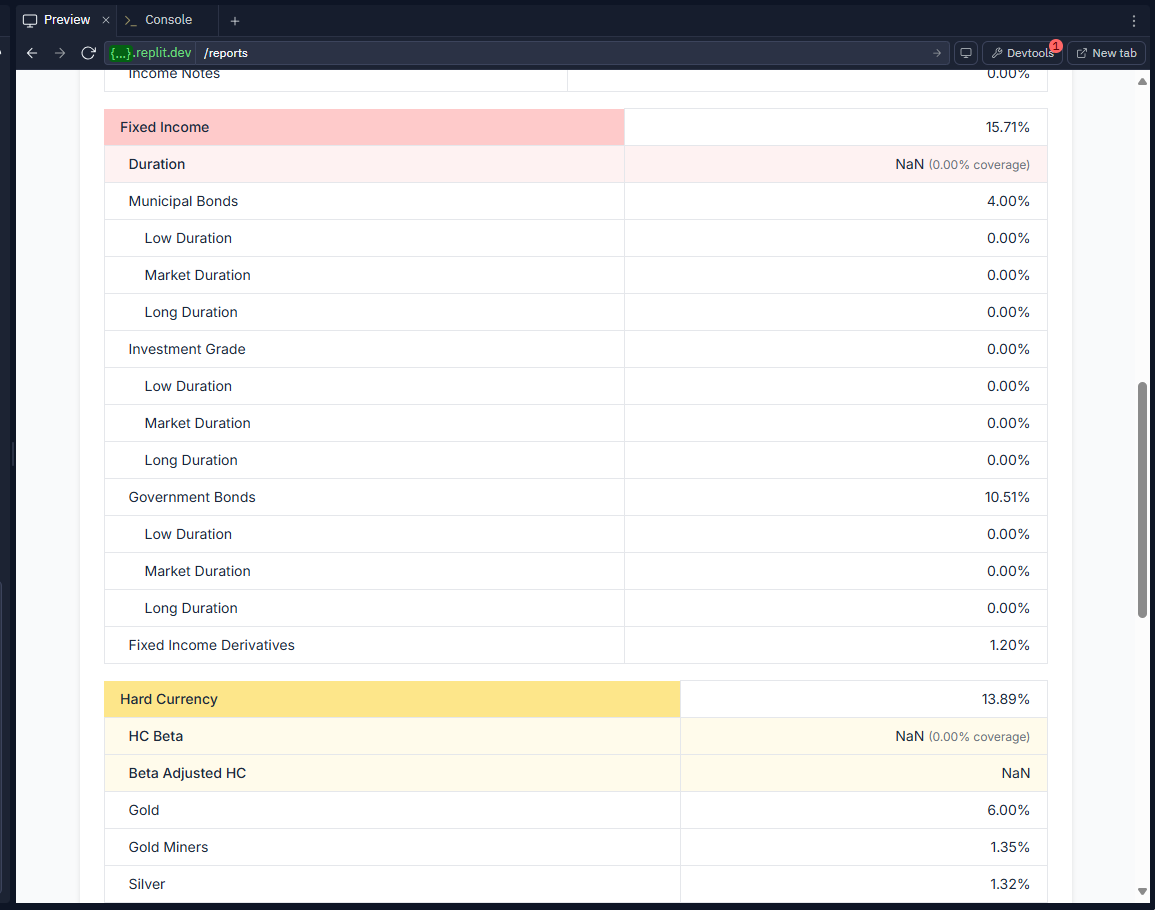 Preview × >_ Console +
{...}.replit.dev /reports Devtools 1 New tab
Income Notes 0.00%
Fixed Income 15.71%
Duration NaN (0.00% coverage)
Municipal Bonds 4.00%
Low Duration 0.00%
Market Duration 0.00%
Long Duration 0.00%
Investment Grade 0.00%
Low Duration 0.00%
Market Duration 0.00%
Long Duration 0.00%
Government Bonds 10.51%
Low Duration 0.00%
Market Duration 0.00%
Long Duration 0.00%
Fixed Income Derivatives 1.20%
Hard Currency 13.89%
HC Beta NaN (0.00% coverage)
Beta Adjusted HC NaN
Gold 6.00%
Gold Miners 1.35%
Silver 1.32%